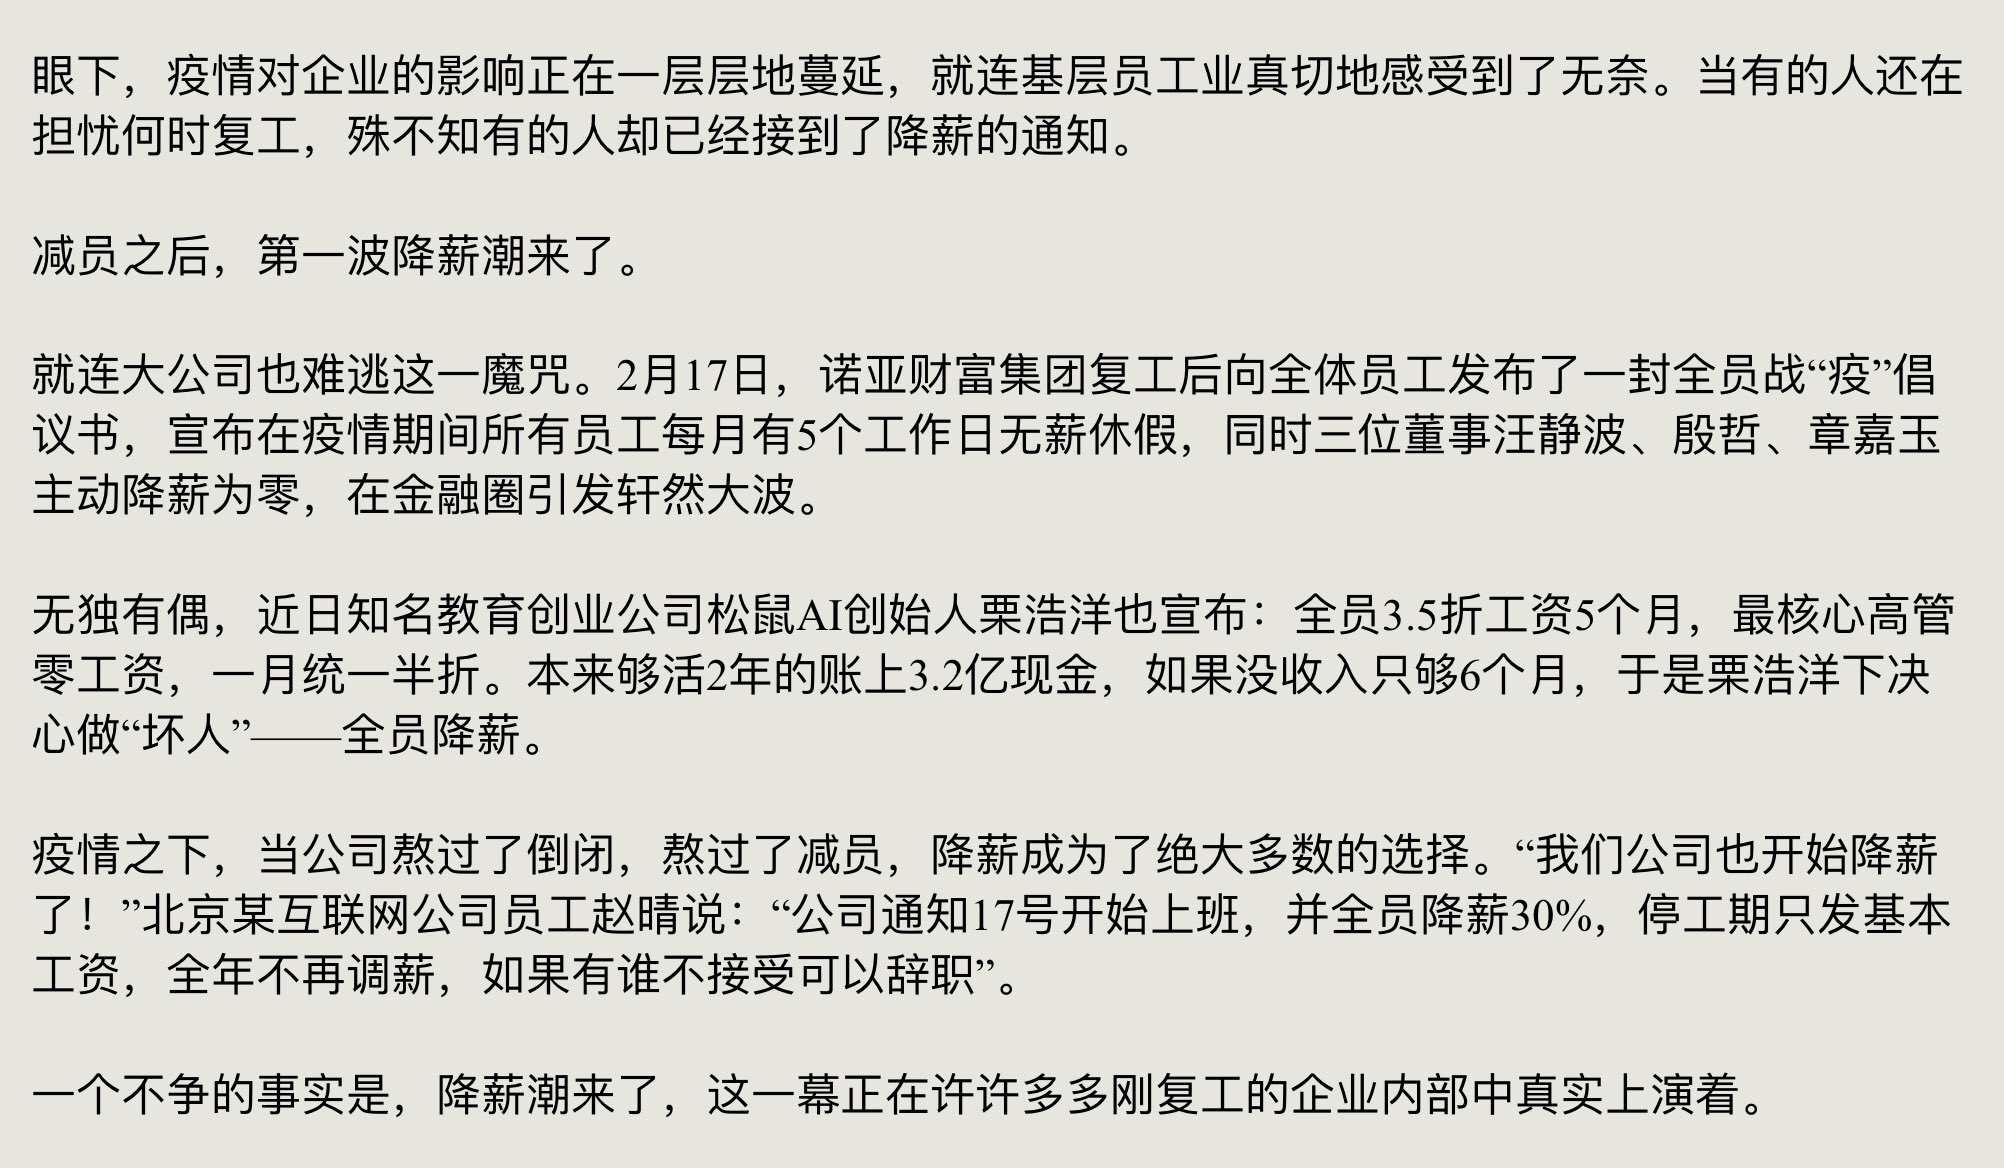 眼下，疫情对企业的影响正在一层层地蔓延，就连基层员工业真切地感受到了无奈。当有的人还在
担忧何时复工，殊不知有的人却已经接到了降薪的通知。
减员之后，第一波降薪潮来了。
就连大公司也难逃这一魔咒。2月17日，诺亚财富集团复工后向全体员工发布了一封全员战“疫”倡
议书，宣布在疫情期间所有员工每月有5个工作日无薪休假，同时三位董事汪静波、殷哲、章嘉玉
主动降薪为零，在金融圈引发轩然大波。
无独有偶，近日知名教育创业公司松鼠AI创始人栗浩洋也宣布：全员3.5折工资5个月，最核心高管
零工资，一月统一半折。本来够活2年的账上3.2亿现金，如果没收入只够6个月，于是栗浩洋下决
心做“坏人”——全员降薪。
疫情之下，当公司熬过了倒闭，熬过了减员，降薪成为了绝大多数的选择。“我们公司也开始降薪
了！”北京某互联网公司员工赵晴说：“公司通知17号开始上班，并全员降薪30%，停工期只发基本
工资，全年不再调薪，如果有谁不接受可以辞职”。
一个不争的事实是，降薪潮来了，这一幕正在许许多多刚复工的企业内部中真实上演着。